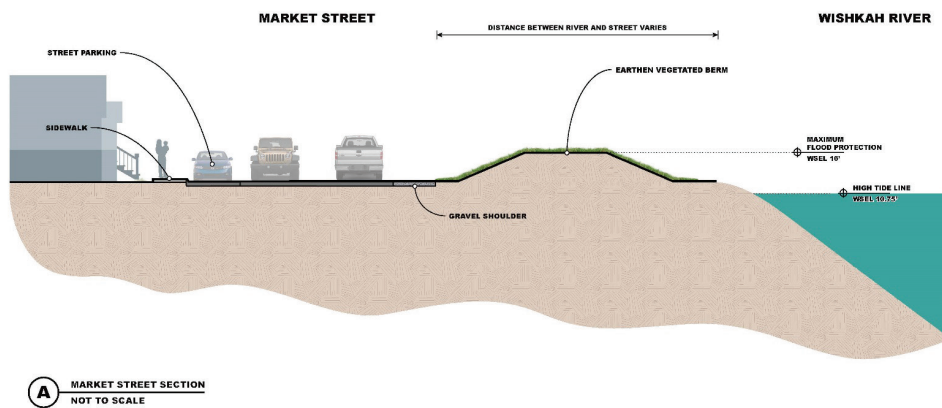 MARKET STREET
WISHKAH RIVER
DISTANCE BETWEEN RIVER AND STREET VARIES
STREET PARKING
EARTHEN VEGETATED BERM
SIDEWALK
MAXIMUM
FLOOD PROTECTION
WSEL 16'
HIGH TIDE LINE
WSEL 10.75'
GRAVEL SHOULDER
A
MARKET STREET SECTION
NOT TO SCALE